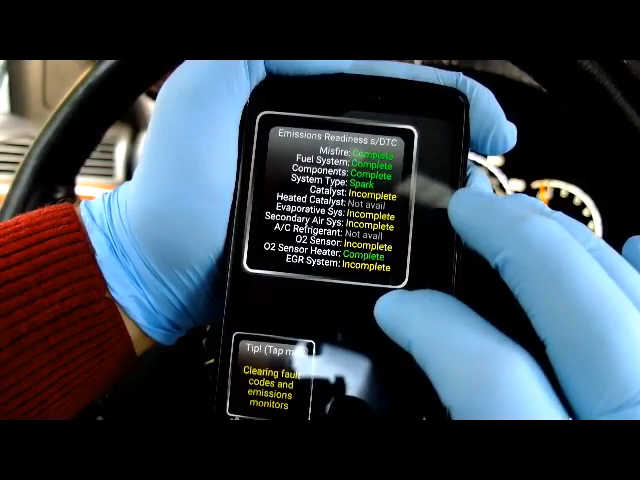 Emissions Readiness s/DTC
Misfire: Complete
Fuel System: Complete
Components: Complete
System Type: Spark
Catalyst: Incomplete
Heated Catalyst: Not avail
Evaporative Sys: Incomplete
Secondary Air Sys: Incomplete
A/C Refrigerant: Not avail
O2 Sensor: Incomplete
O2 Sensor Heater: Complete
EGR System: Incomplete
Tip! (Tap m
Clearing fault
codes and
emissions
monitors